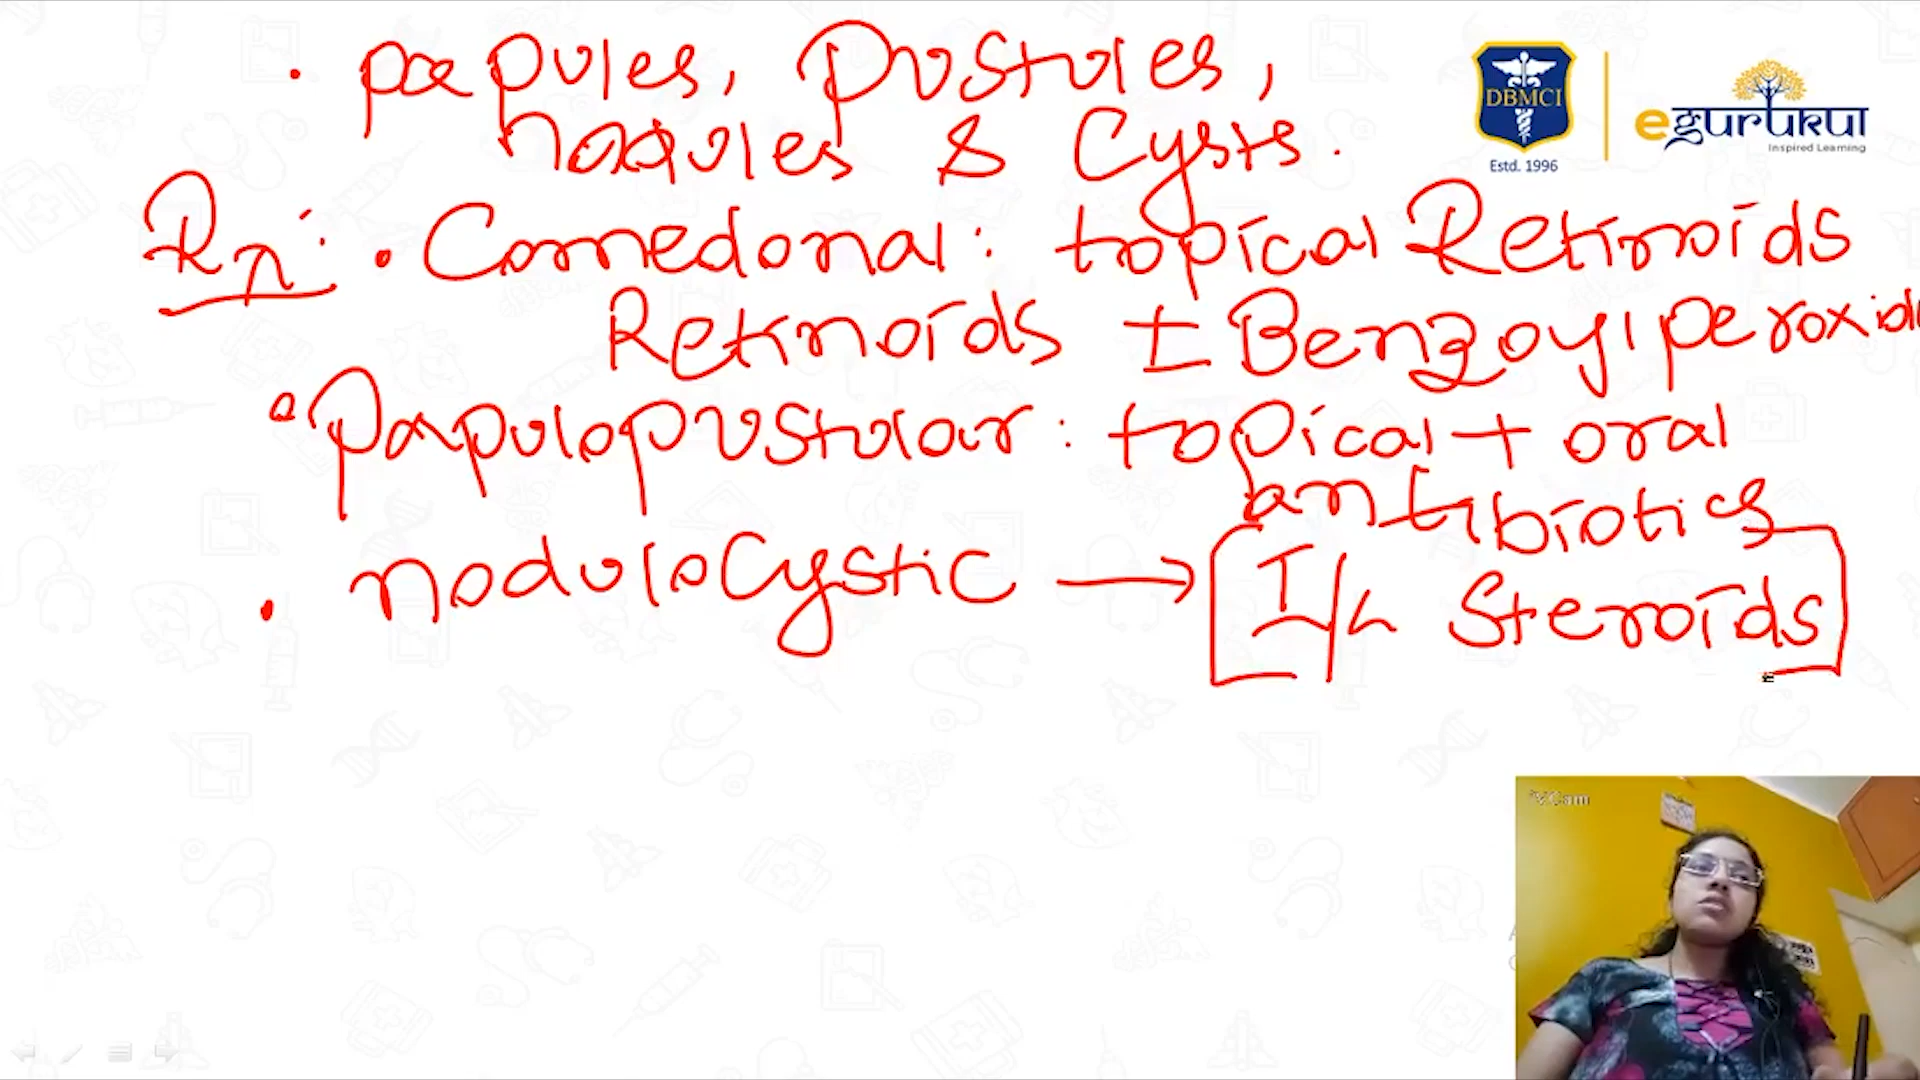 • papules, pustules,
nodules & Cysts.
Rx: • Comedonal: topical Retinoids
Retinoids ± Benzoyl peroxide
• Papulopustular: topical + oral
antibiotics
• noduloCystic → I/L Steroids
DBMCI
Estd. 1996
egurukul
Inspired Learning
VCam